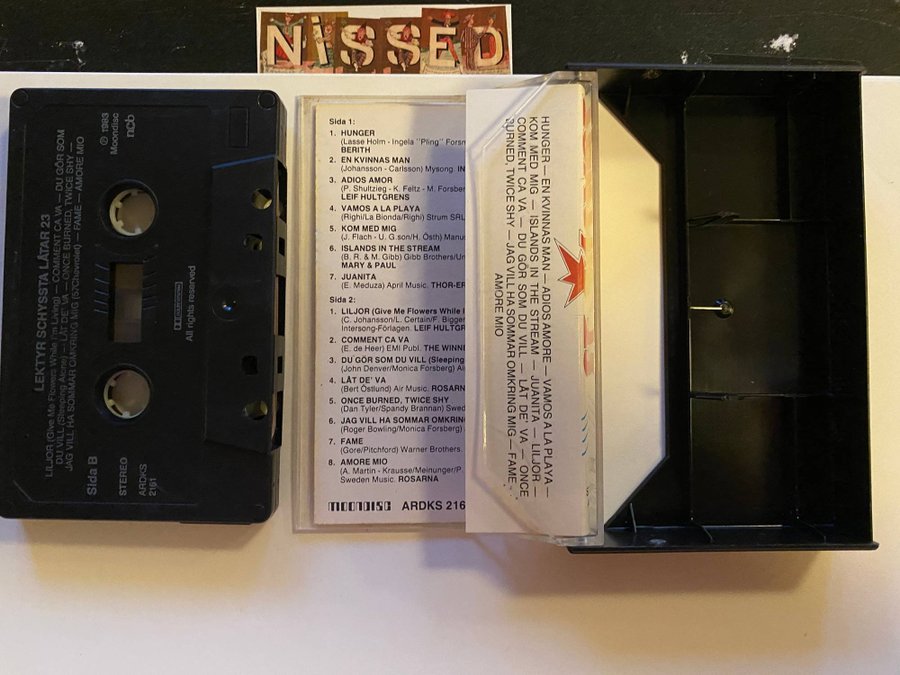 NiSSED
LEKTYR SCHYSSTA LÅTAR 23
LILJOR (Give Me Flowers While I'm Living) — COMMENT CA VA — DU GÖR SOM
DU VILL (Sleeping Alone) — LÅT DE' VA — ONCE BURNED, TWICE SHY —
JAG VILL HA SOMMAR OMKRING MIG (57Chevrolet) — FAME — AMORE MIO
Sida B
STEREO
ARDKS
2161
℗ 1983
Moondisc
ncb
All rights reserved
Sida 1:
1. HUNGER
(Lasse Holm - Ingela "Pling" Forsm
BERITH
2. EN KVINNAS MAN
(Johansson - Carlsson) Mysong. IN
3. ADIOS AMOR
(P. Shultzieg - K. Feltz - M. Forsber
LEIF HULTGRENS
4. VAMOS A LA PLAYA
(Righi/La Bionda/Righi) Strum SRL
5. KOM MED MIG
(J. Flach - U. G.son/H. Östh) Manu
6. ISLANDS IN THE STREAM
(B. R. & M. Gibb) Gibb Brothers/Un
MARY & PAUL
7. JUANITA
(E. Meduza) April Music. THOR-ER
Sida 2:
1. LILJOR (Give Me Flowers While I
(C. Johansson/L. Certain/F. Bigger
Intersong-Förlagen. LEIF HULTGR
2. COMMENT CA VA
(E. de Heer) EMI Publ. THE WINNE
3. DU GÖR SOM DU VILL (Sleeping
(John Denver/Monica Forsberg) Air
4. LÅT DE' VA
(Bert Östlund) Air Music. ROSARN
5. ONCE BURNED, TWICE SHY
(Dan Tyler/Spandy Brannan) Swed
6. JAG VILL HA SOMMAR OMKRING
(Roger Bowling/Monica Forsberg)
7. FAME
(Gore/Pitchford) Warner Brothers.
8. AMORE MIO
(A. Martin - Krausse/Meinunger/P
Sweden Music. ROSARNA
MOONDISC ARDKS 216
HUNGER — EN KVINNAS MAN — ADIOS AMORE — VAMOS A LA PLAYA —
KOM MED MIG — ISLANDS IN THE STREAM — JUANITA — LILJOR —
COMMENT CA VA — DU GÖR SOM DU VILL — LÅT DE' VA — ONCE
BURNED, TWICE SHY — JAG VILL HA SOMMAR OMKRING MIG — FAME —
AMORE MIO